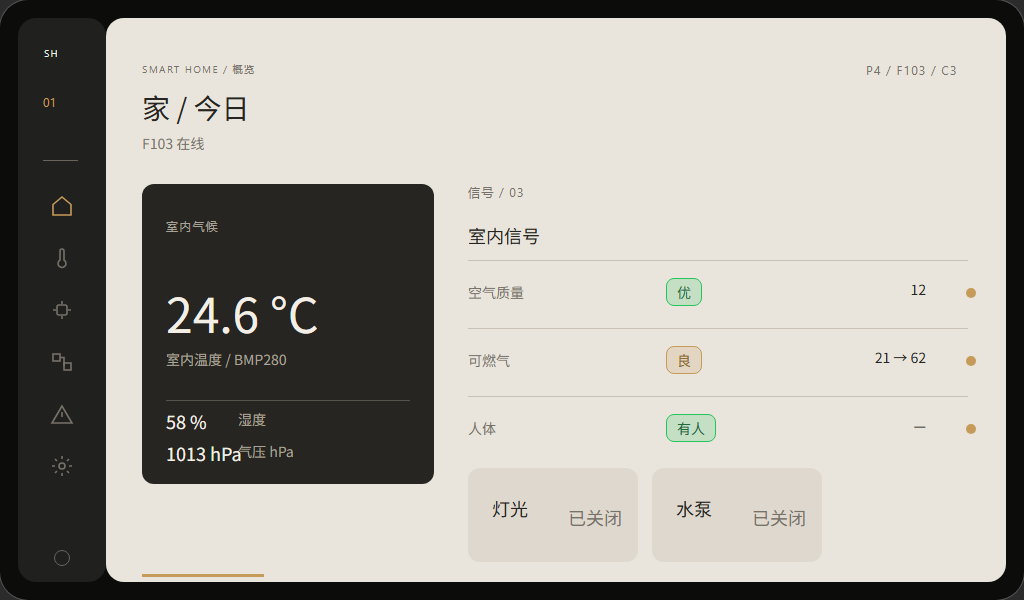 SH
01
SMART HOME / 概览
P4 / F103 / C3
家 / 今日
F103 在线
室内气候
24.6 °C
室内温度 / BMP280
58 % 湿度
1013 hPa 气压 hPa
信号 / 03
室内信号
空气质量 优 12
可燃气 良 21 → 62
人体 有人 —
灯光 已关闭
水泵 已关闭